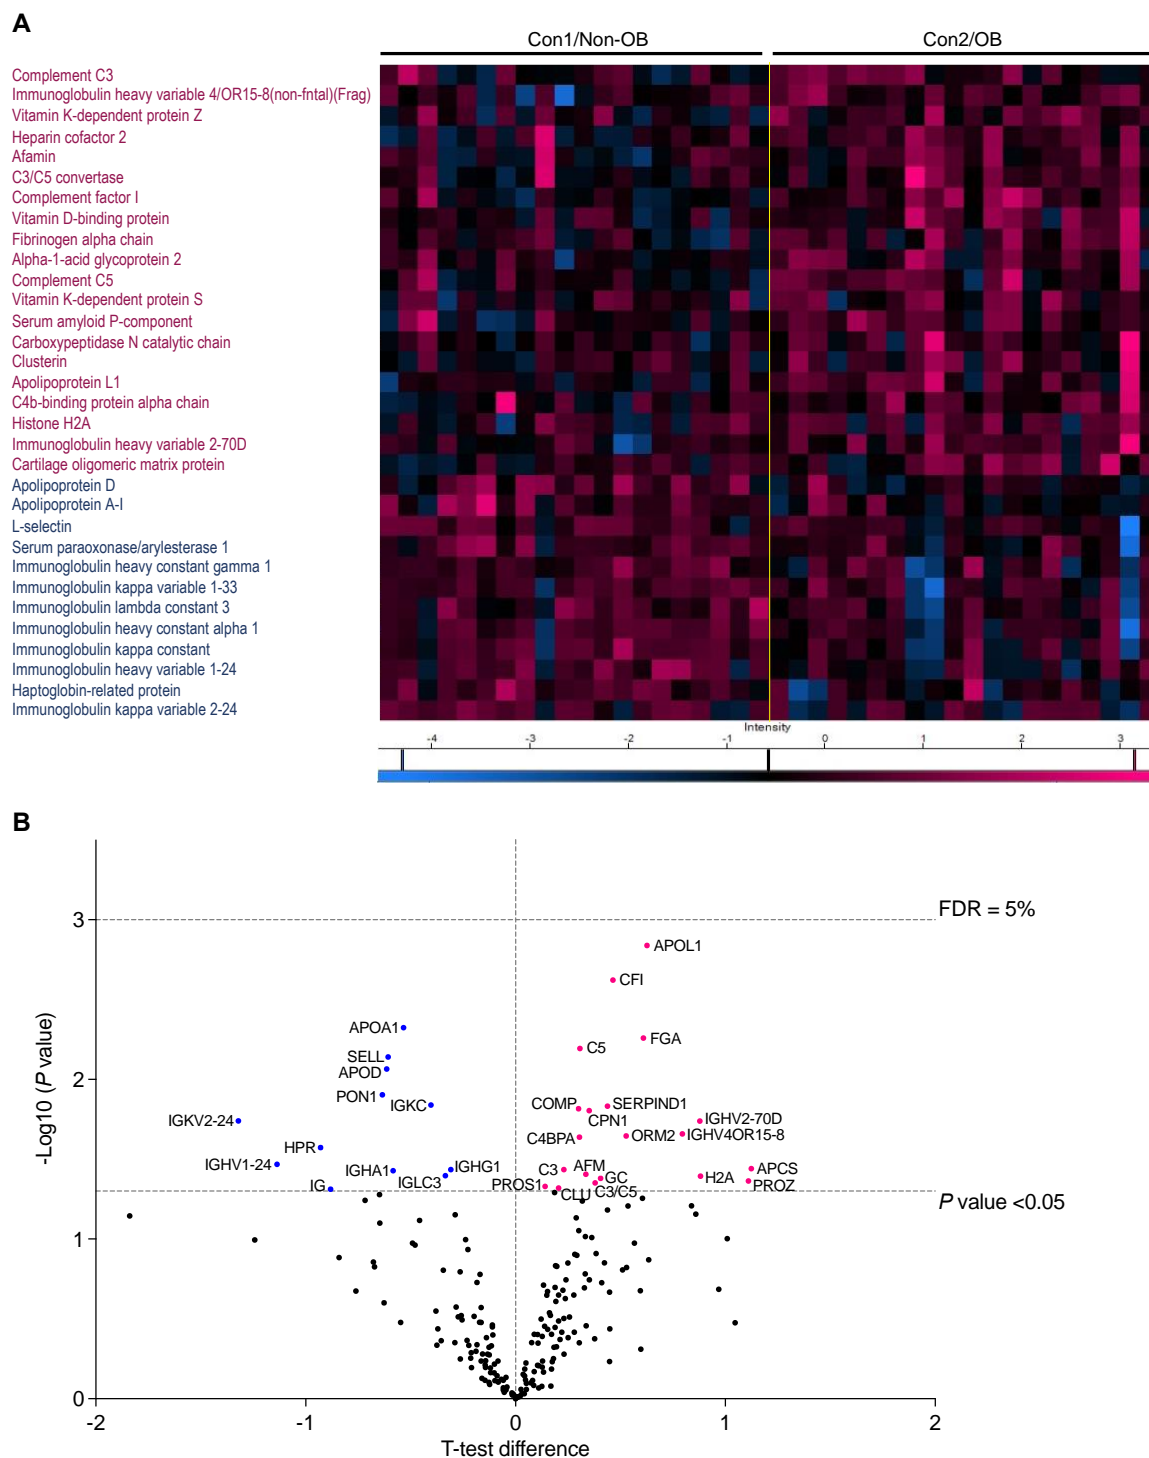 A
Con1/Non-OB
Con2/OB
Complement C3
Immunoglobulin heavy variable 4/OR15-8(non-fntal)(Frag)
Vitamin K-dependent protein Z
Heparin cofactor 2
Afamin
C3/C5 convertase
Complement factor I
Vitamin D-binding protein
Fibrinogen alpha chain
Alpha-1-acid glycoprotein 2
Complement C5
Vitamin K-dependent protein S
Serum amyloid P-component
Carboxypeptidase N catalytic chain
Clusterin
Apolipoprotein L1
C4b-binding protein alpha chain
Histone H2A
Immunoglobulin heavy variable 2-70D
Cartilage oligomeric matrix protein
Apolipoprotein D
Apolipoprotein A-I
L-selectin
Serum paraoxonase/arylesterase 1
Immunoglobulin heavy constant gamma 1
Immunoglobulin kappa variable 1-33
Immunoglobulin lambda constant 3
Immunoglobulin heavy constant alpha 1
Immunoglobulin kappa constant
Immunoglobulin heavy variable 1-24
Haptoglobin-related protein
Immunoglobulin kappa variable 2-24
Intensity
-4 -3 -2 -1 0 1 2 3
B
3
FDR = 5%
APOL1
CFI
APOA1
FGA
C5
SELL
APOD
2
PON1
IGKC
COMP
SERPIND1
CPN1
IGKV2-24
IGHV2-70D
C4BPA
ORM2
IGHV4OR15-8
HPR
IGHV1-24
IGHA1
IGHG1
IGLC3
C3
AFM
GC
H2A
APCS
PROZ
IG
PROS1
CLU
C3/C5
P value <0.05
1
0
-Log10 (P value)
-2 -1 0 1 2
T-test difference